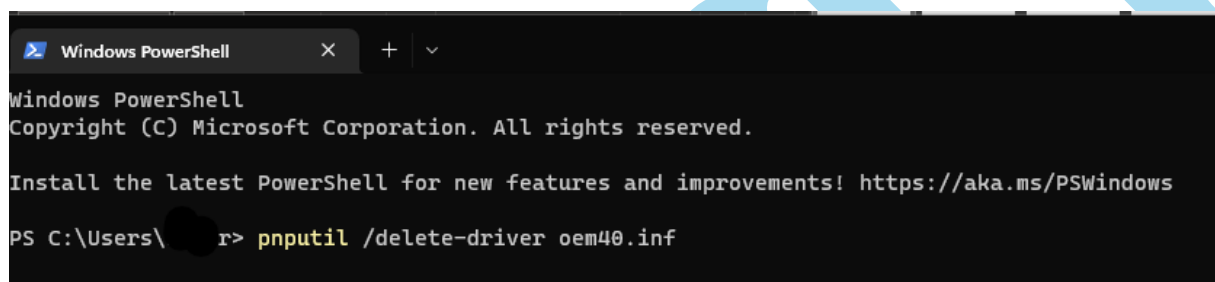 Windows PowerShell
Windows PowerShell
Copyright (C) Microsoft Corporation. All rights reserved.
Install the latest PowerShell for new features and improvements! https://aka.ms/PSWindows
PS C:\Users\ r> pnputil /delete-driver oem40.inf